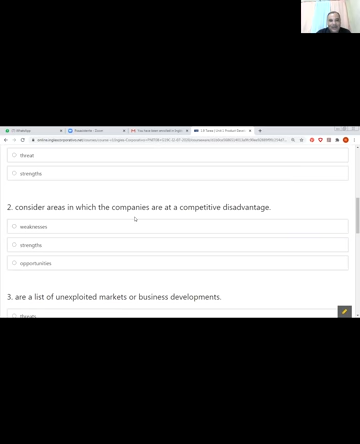 threat
strengths
2. consider areas in which the companies are at a competitive disadvantage.
weaknesses
strengths
opportunities
3. are a list of unexploited markets or business developments.
threats